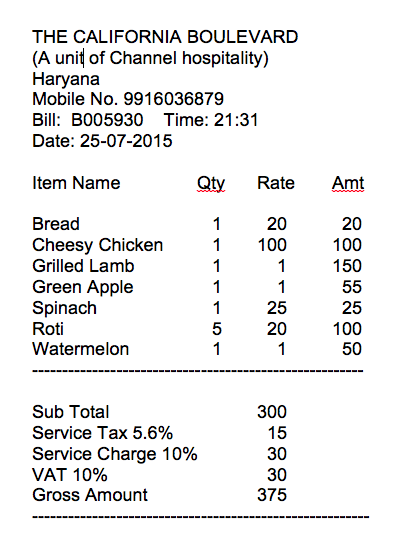 THE CALIFORNIA BOULEVARD
(A unit of Channel hospitality)
Haryana
Mobile No. 9916036879
Bill: B005930 Time: 21:31
Date: 25-07-2015
Item Name Qty Rate Amt
Bread 1 20 20
Cheesy Chicken 1 100 100
Grilled Lamb 1 1 150
Green Apple 1 1 55
Spinach 1 25 25
Roti 5 20 100
Watermelon 1 1 50
--------------------------------------------------------
Sub Total 300
Service Tax 5.6% 15
Service Charge 10% 30
VAT 10% 30
Gross Amount 375
---------------------------------------------------------